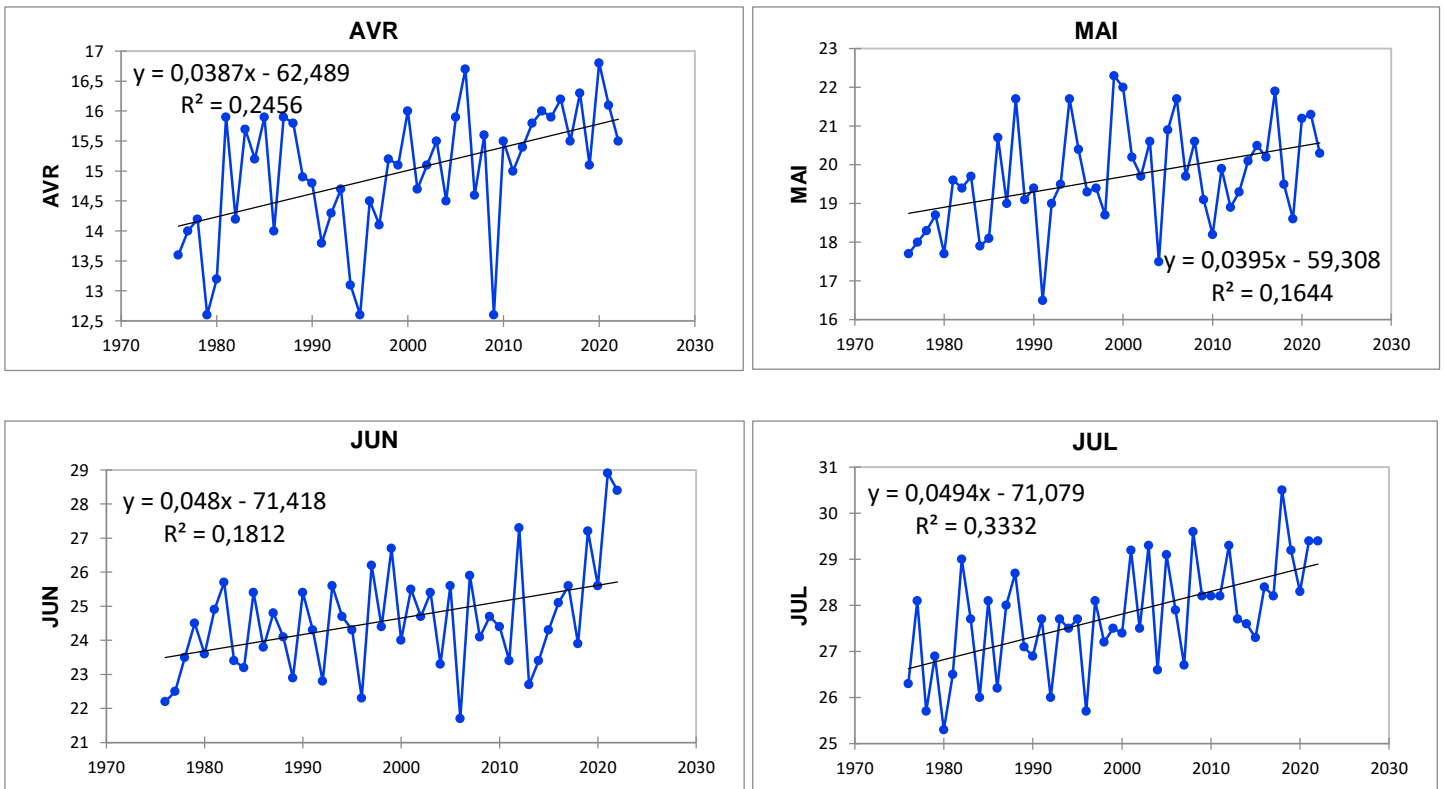 AVR
y = 0,0387x - 62,489
R² = 0,2456
AVR
17
16,5
16
15,5
15
14,5
14
13,5
13
12,5
1970 1980 1990 2000 2010 2020 2030
MAI
y = 0,0395x - 59,308
R² = 0,1644
MAI
23
22
21
20
19
18
17
16
1970 1980 1990 2000 2010 2020 2030
JUN
y = 0,048x - 71,418
R² = 0,1812
JUN
29
28
27
26
25
24
23
22
21
1970 1980 1990 2000 2010 2020 2030
JUL
y = 0,0494x - 71,079
R² = 0,3332
JUL
31
30
29
28
27
26
25
1970 1980 1990 2000 2010 2020 2030